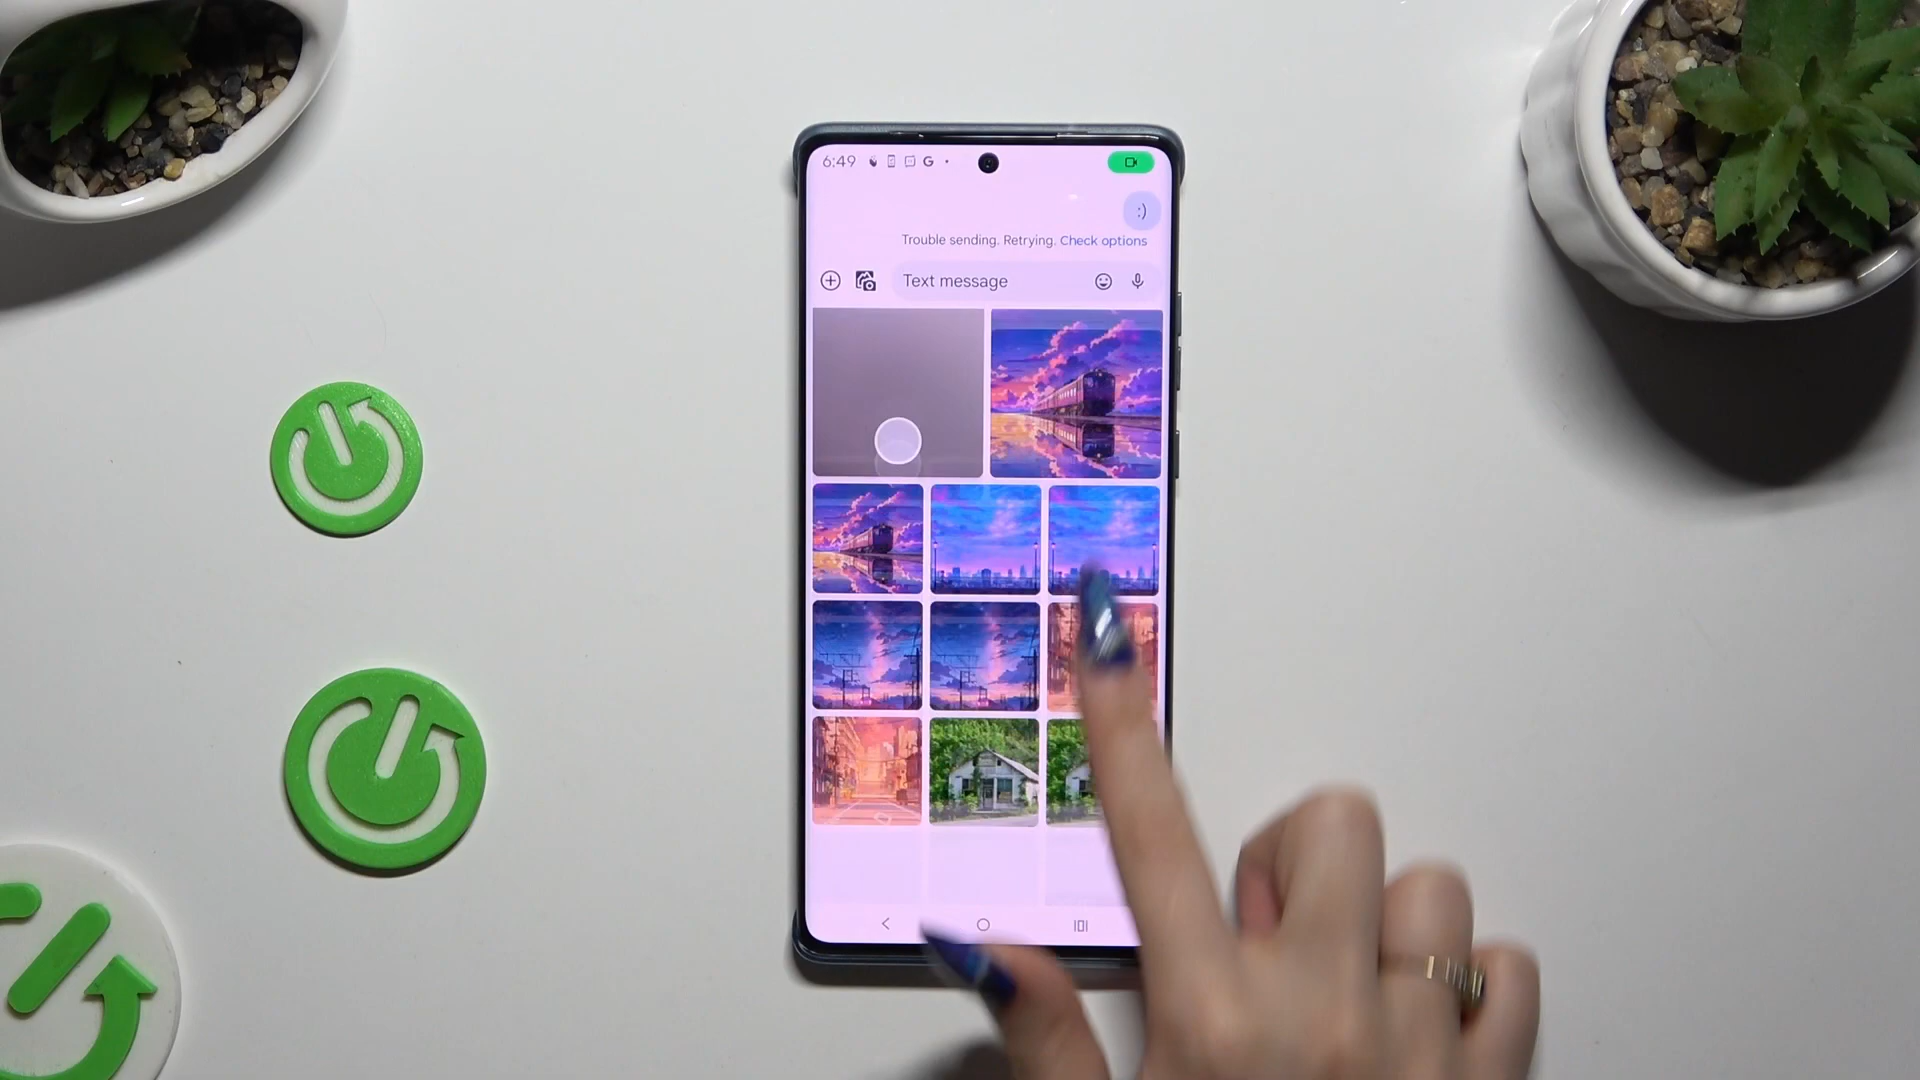 6:49
:)
Trouble sending. Retrying. Check options
Text message